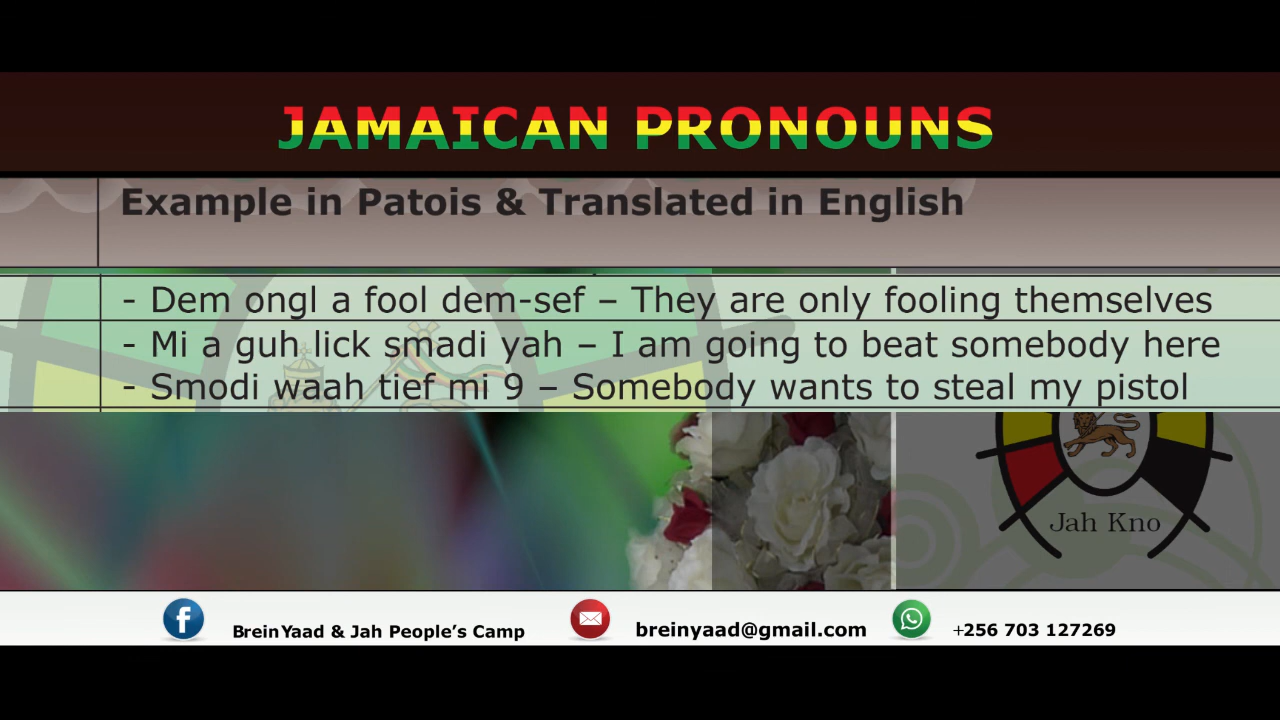 JAMAICAN PRONOUNS
Example in Patois & Translated in English
- Dem ongl a fool dem-sef – They are only fooling themselves
- Mi a guh lick smadi yah – I am going to beat somebody here
- Smodi waah tief mi 9 – Somebody wants to steal my pistol
Jah Kno
BreinYaad & Jah People's Camp
breinyaad@gmail.com
+256 703 127269